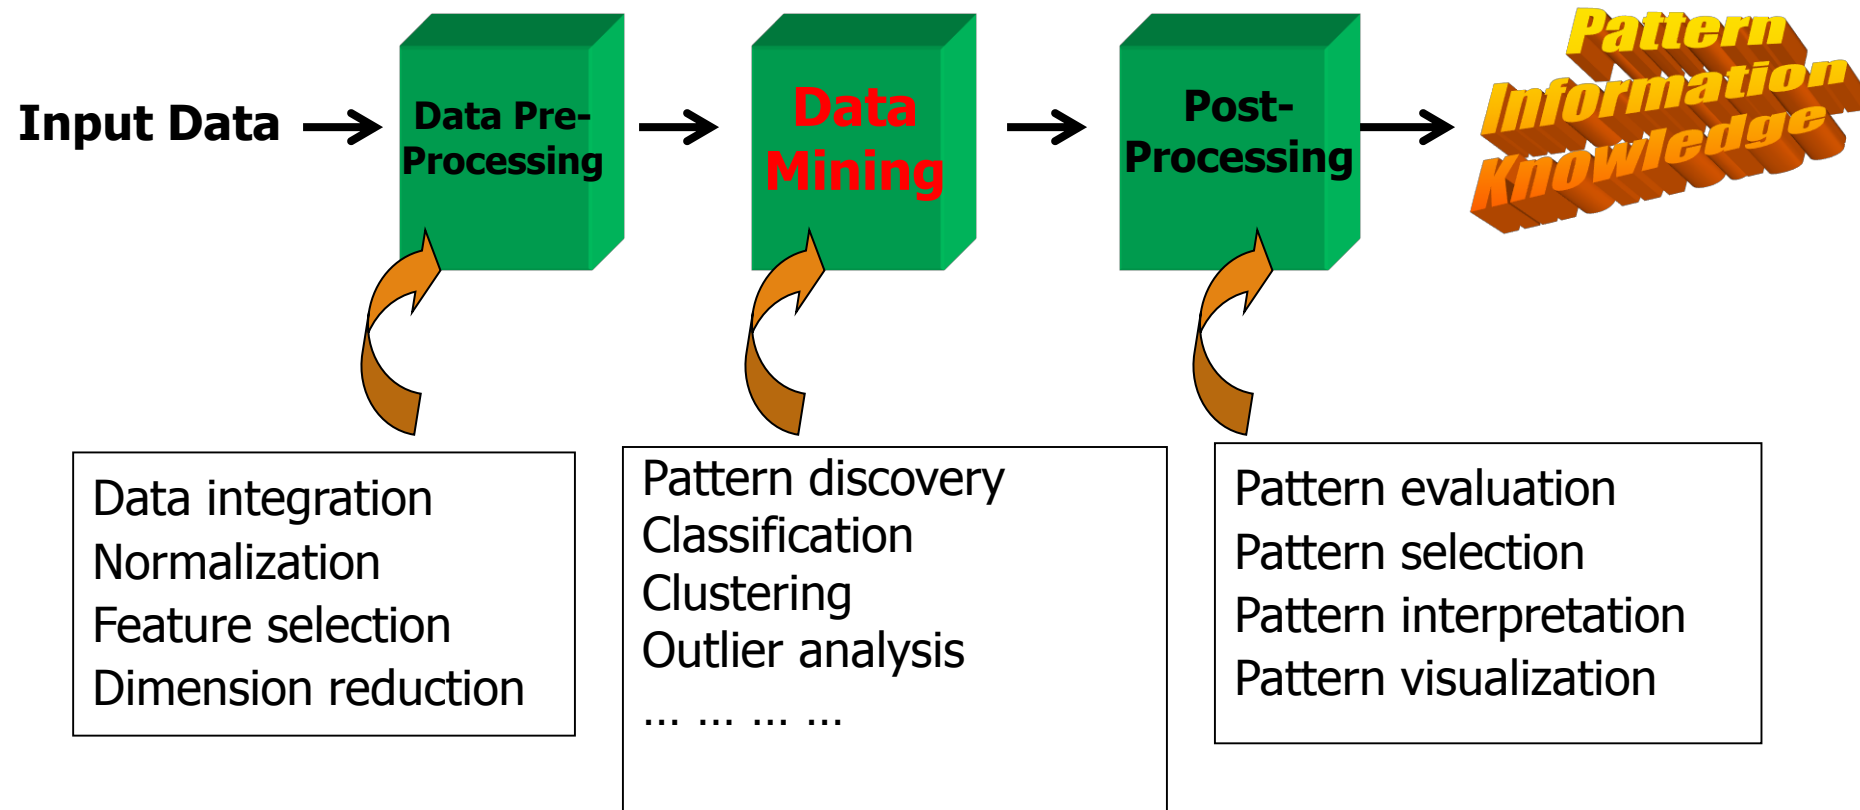 Input Data
Data Pre-
Processing
Data
Mining
Post-
Processing
Pattern
Information
Knowledge
Data integration
Normalization
Feature selection
Dimension reduction
Pattern discovery
Classification
Clustering
Outlier analysis
... ... ... ...
Pattern evaluation
Pattern selection
Pattern interpretation
Pattern visualization